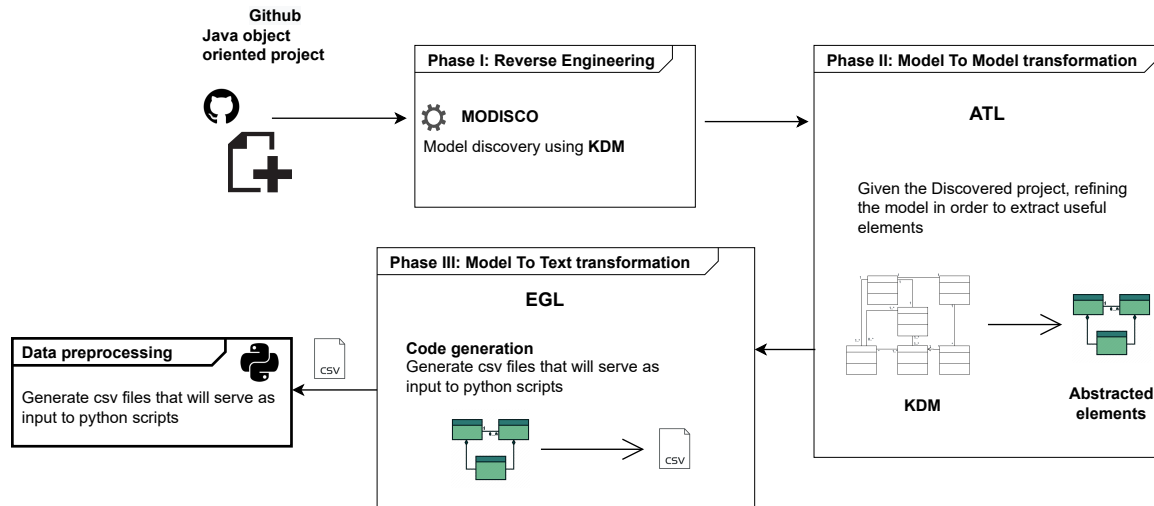 Github
Java object
oriented project
Phase I: Reverse Engineering
MODISCO
Model discovery using KDM
Phase II: Model To Model transformation
ATL
Given the Discovered project, refining
the model in order to extract useful
elements
KDM
Abstracted
elements
Phase III: Model To Text transformation
EGL
Code generation
Generate csv files that will serve as
input to python scripts
CSV
CSV
Data preprocessing
Generate csv files that will serve as
input to python scripts